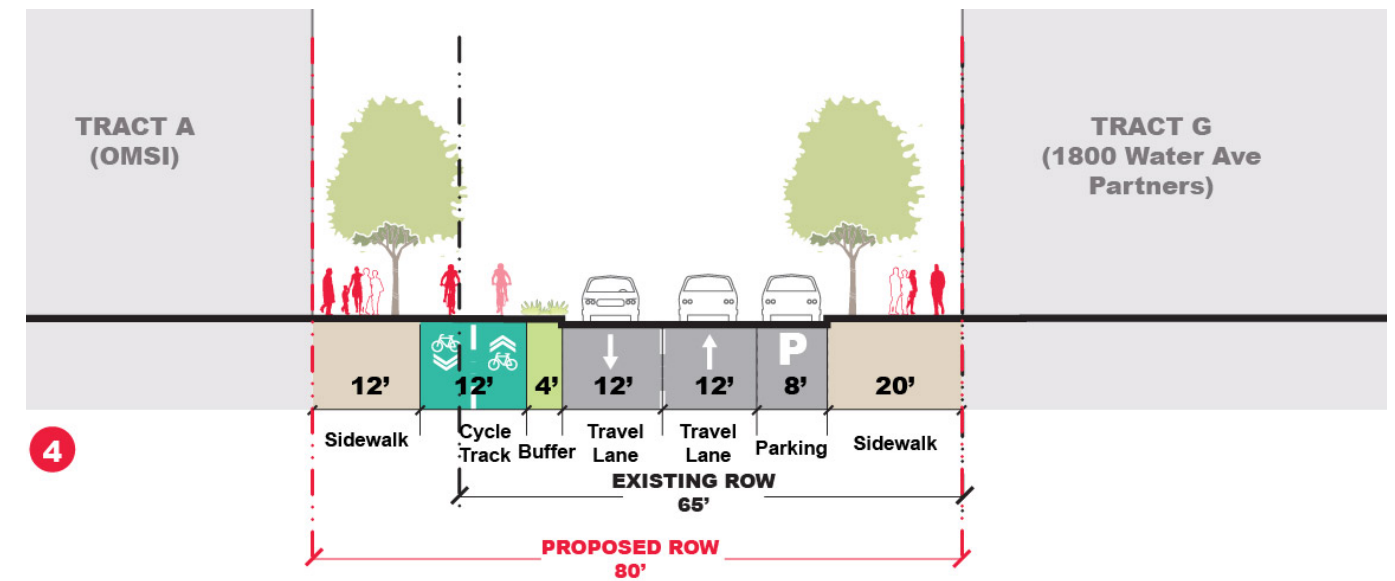 TRACT A
(OMSI)
TRACT G
(1800 Water Ave
Partners)
P
12’
12’
4’
12’
12’
8’
20’
Sidewalk
Cycle
Track
Buffer
Travel
Lane
Travel
Lane
Parking
Sidewalk
4
EXISTING ROW
65’
PROPOSED ROW
80’